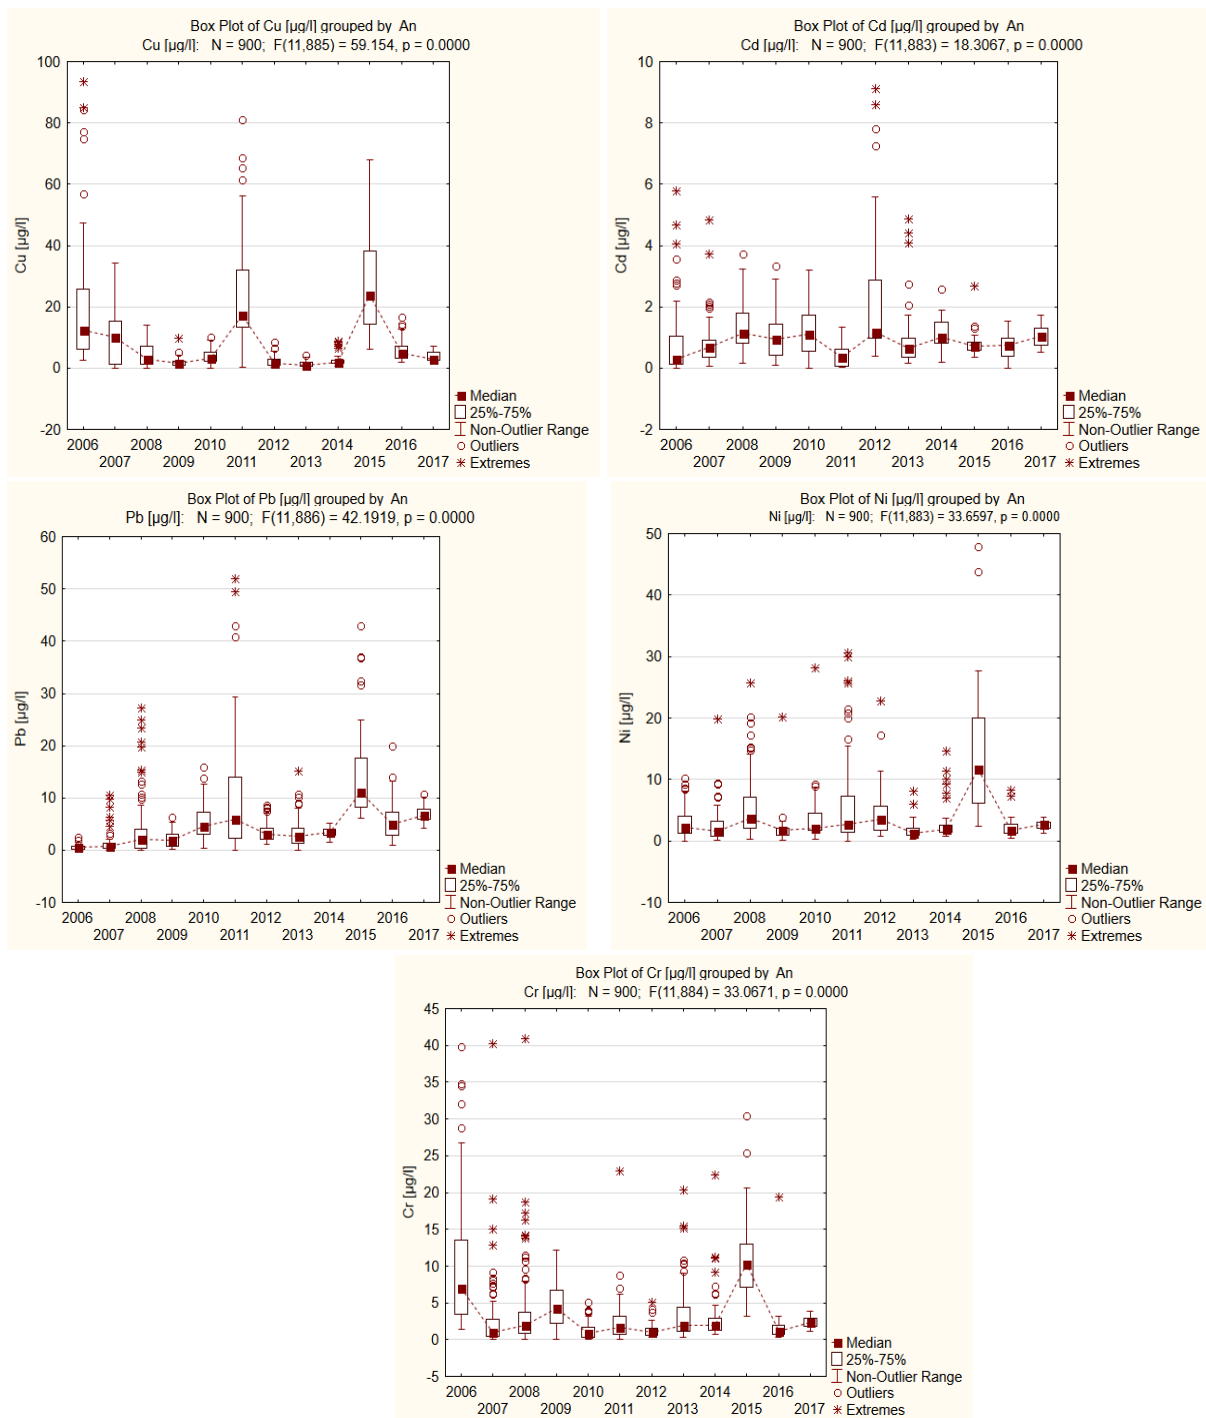 Box Plot of Cu [µg/l] grouped by An
Cu [µg/l]: N = 900; F(11,885) = 59.154, p = 0.0000
100
80
60
40
20
0
-20
Cu [µg/l]
2006 2008 2010 2012 2014 2016
2007 2009 2011 2013 2015 2017
Median
25%-75%
Non-Outlier Range
Outliers
Extremes
Box Plot of Cd [µg/l] grouped by An
Cd [µg/l]: N = 900; F(11,883) = 18.3067, p = 0.0000
10
8
6
4
2
0
-2
Cd [µg/l]
2006 2008 2010 2012 2014 2016
2007 2009 2011 2013 2015 2017
Median
25%-75%
Non-Outlier Range
Outliers
Extremes
Box Plot of Pb [µg/l] grouped by An
Pb [µg/l]: N = 900; F(11,886) = 42.1919, p = 0.0000
60
50
40
30
20
10
0
-10
Pb [µg/l]
2006 2008 2010 2012 2014 2016
2007 2009 2011 2013 2015 2017
Median
25%-75%
Non-Outlier Range
Outliers
Extremes
Box Plot of Ni [µg/l] grouped by An
Ni [µg/l]: N = 900; F(11,883) = 33.6597, p = 0.0000
50
40
30
20
10
0
-10
Ni [µg/l]
2006 2008 2010 2012 2014 2016
2007 2009 2011 2013 2015 2017
Median
25%-75%
Non-Outlier Range
Outliers
Extremes
Box Plot of Cr [µg/l] grouped by An
Cr [µg/l]: N = 900; F(11,884) = 33.0671, p = 0.0000
45
40
35
30
25
20
15
10
5
0
-5
Cr [µg/l]
2006 2008 2010 2012 2014 2016
2007 2009 2011 2013 2015 2017
Median
25%-75%
Non-Outlier Range
Outliers
Extremes